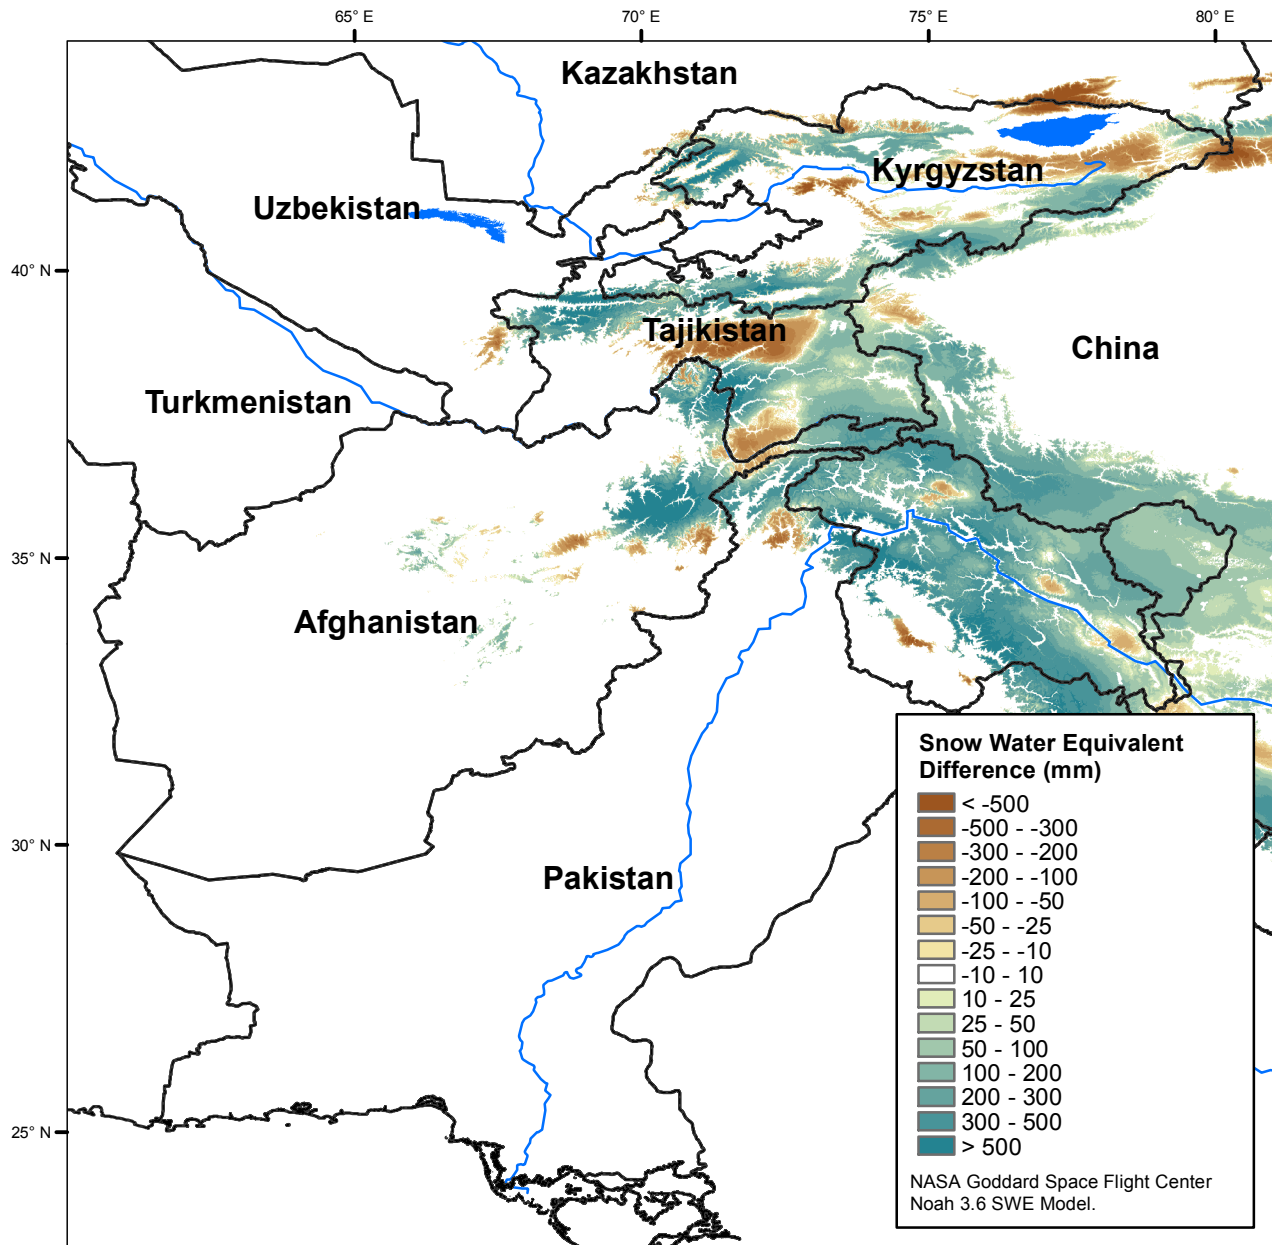 65° E
70° E
75° E
80° E
Kazakhstan
Kyrgyzstan
Uzbekistan
40° N
Tajikistan
China
Turkmenistan
35° N
Afghanistan
30° N
Pakistan
25° N
Snow Water Equivalent
Difference (mm)
< -500
-500 - -300
-300 - -200
-200 - -100
-100 - -50
-50 - -25
-25 - -10
-10 - 10
10 - 25
25 - 50
50 - 100
100 - 200
200 - 300
300 - 500
> 500
NASA Goddard Space Flight Center
Noah 3.6 SWE Model.